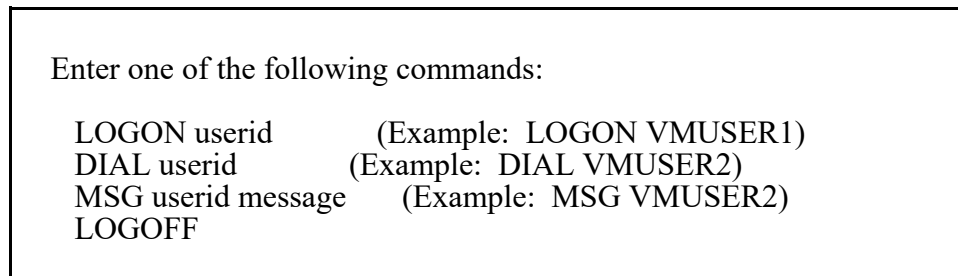 Enter one of the following commands:
LOGON userid (Example: LOGON VMUSER1)
DIAL userid (Example: DIAL VMUSER2)
MSG userid message (Example: MSG VMUSER2)
LOGOFF